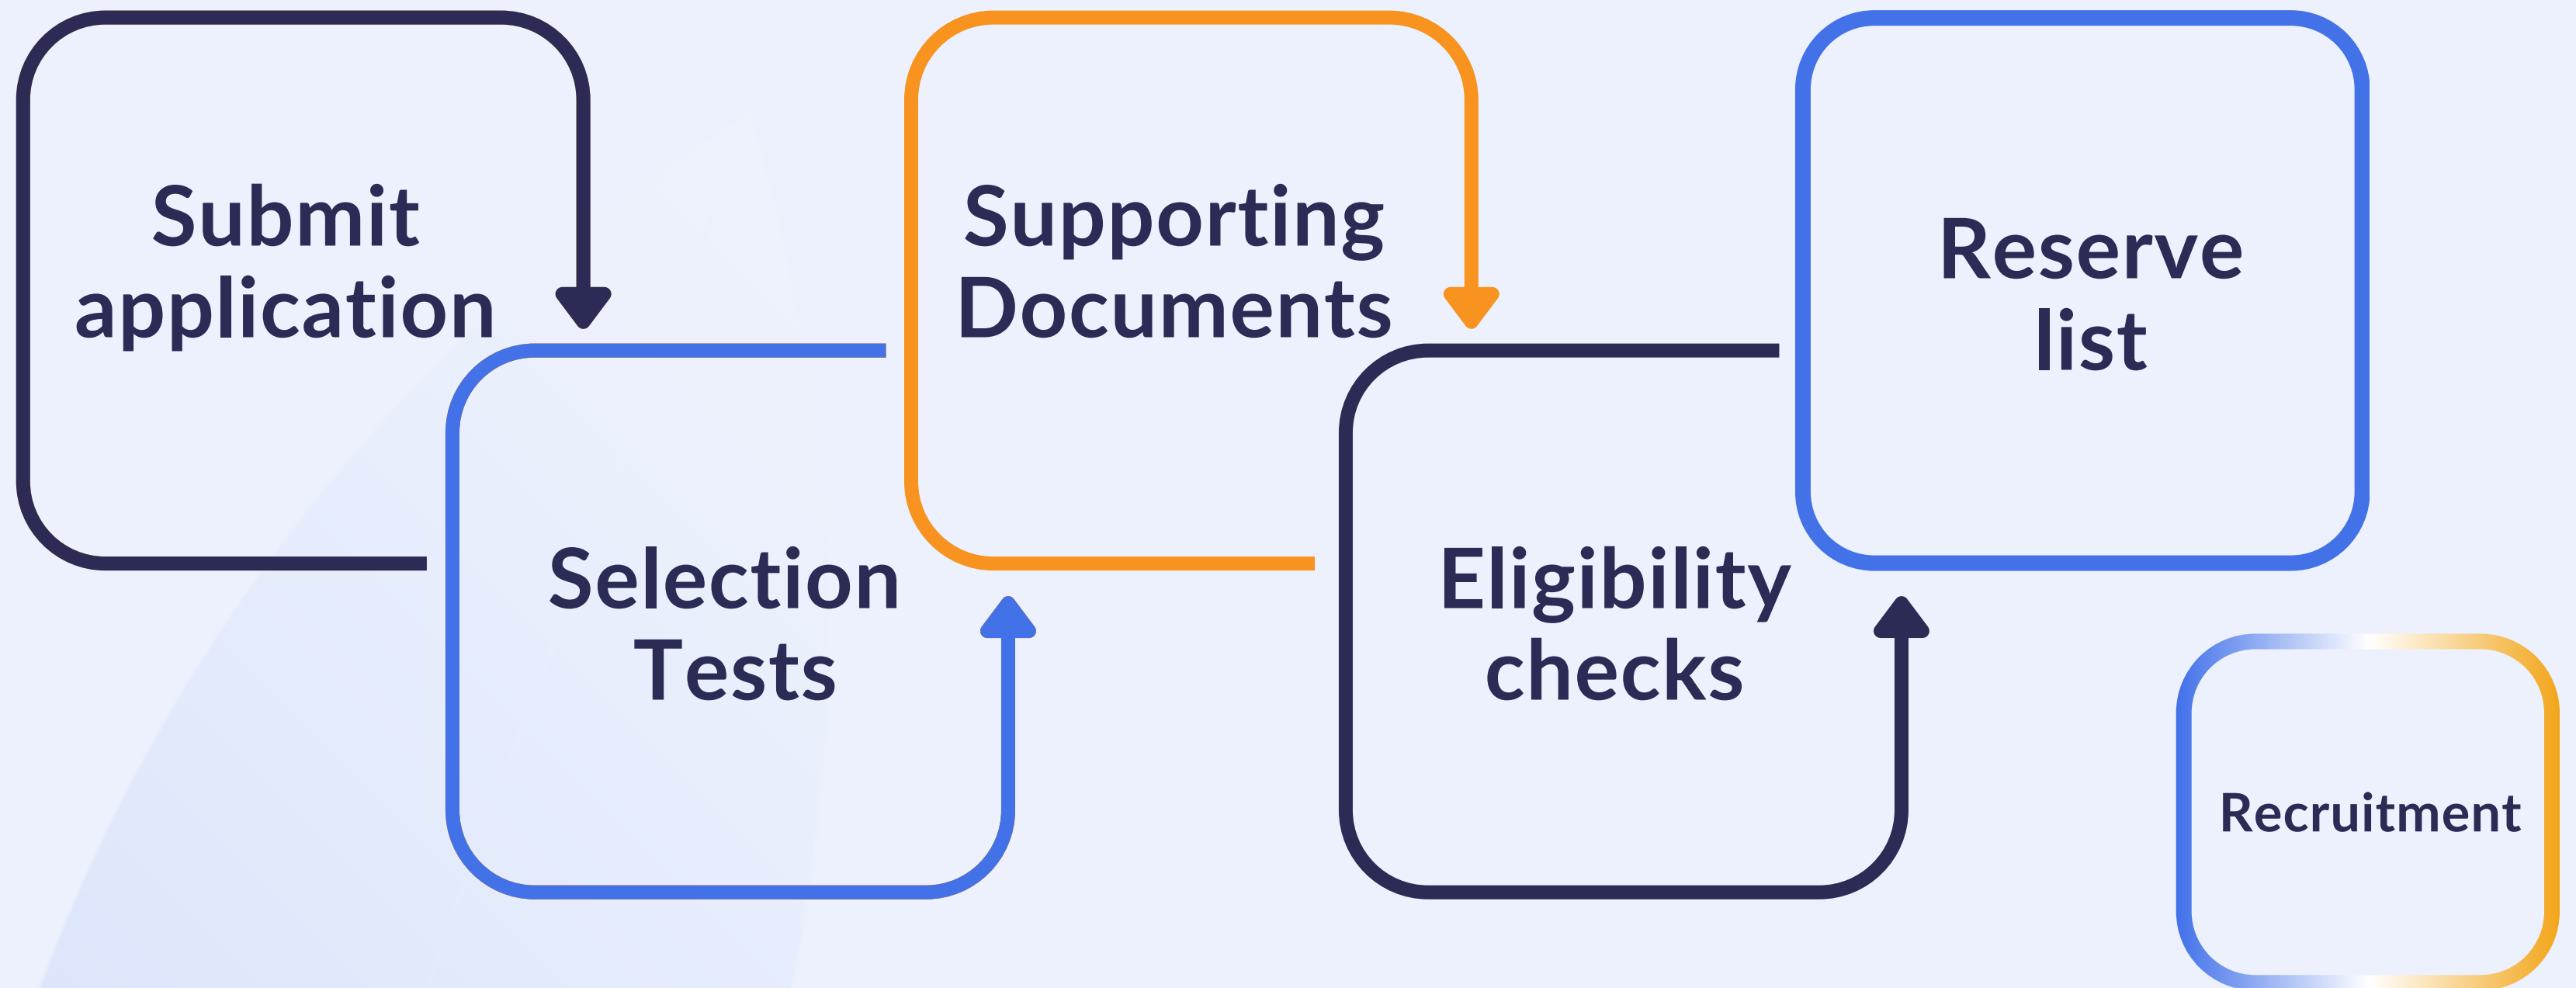 Submit
application
Selection
Tests
Supporting
Documents
Eligibility
checks
Reserve
list
Recruitment